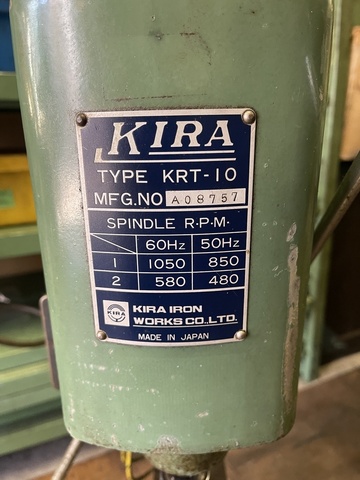 KIRA
TYPE KRT-10
MFG.NO A08757
SPINDLE R.P.M.
60Hz 50Hz
1 1050 850
2 580 480
KIRA
KIRA IRON
WORKS CO.,LTD.
MADE IN JAPAN